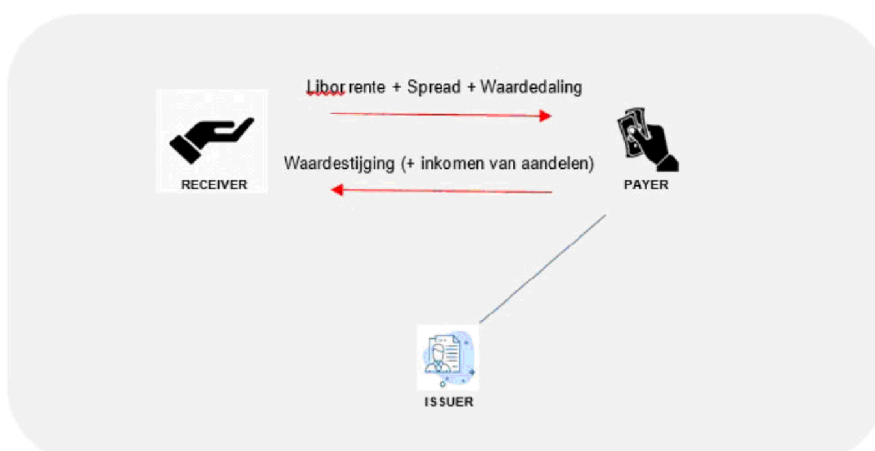 Libor rente + Spread + Waardedaling
Waardestijging (+ inkomen van aandelen)
RECEIVER
PAYER
ISSUER